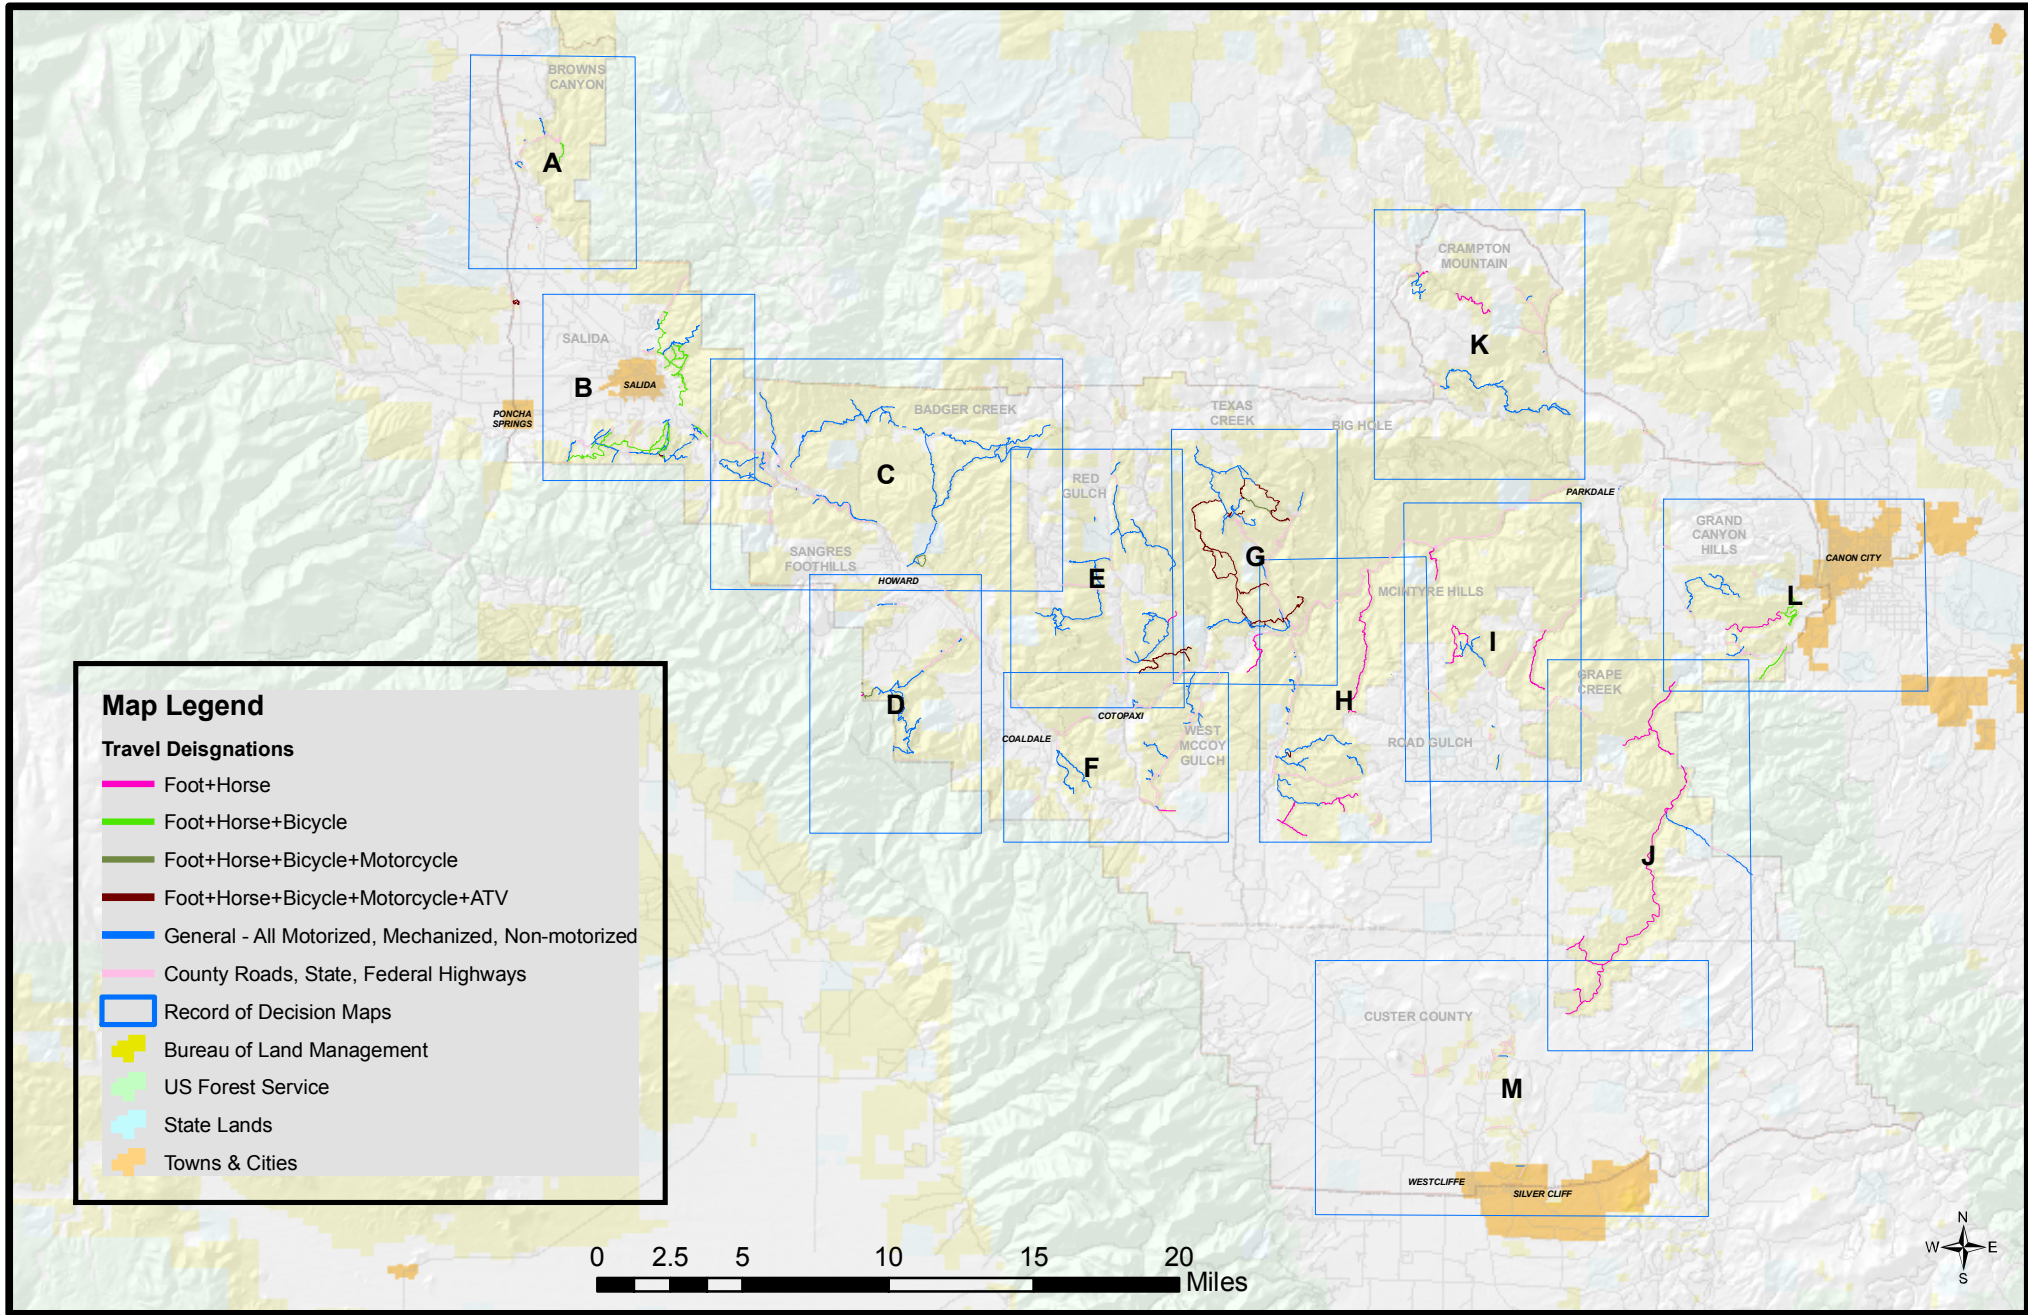 BROWNS
CANYON
A
CRAMPTON
MOUNTAIN
K
SALIDA
B
SALIDA
PONCHA
SPRINGS
BADGER CREEK
C
TEXAS
CREEK
BIG HOLE
RED
GULCH
PARKDALE
GRAND
CANYON
HILLS
CANON CITY
SANGRES
FOOTHILLS
HOWARD
E
G
MCINTYRE HILLS
L
I
D
H
GRAPE
CREEK
COTOPAXI
COALDALE
WEST
MCCOY
GULCH
ROAD GULCH
F
J
CUSTER COUNTY
M
WESTCLIFFE
SILVER CLIFF
Map Legend
Travel Deisgnations
Foot+Horse
Foot+Horse+Bicycle
Foot+Horse+Bicycle+Motorcycle
Foot+Horse+Bicycle+Motorcycle+ATV
General - All Motorized, Mechanized, Non-motorized
County Roads, State, Federal Highways
Record of Decision Maps
Bureau of Land Management
US Forest Service
State Lands
Towns & Cities
0 2.5 5 10 15 20
Miles
N
W E
S